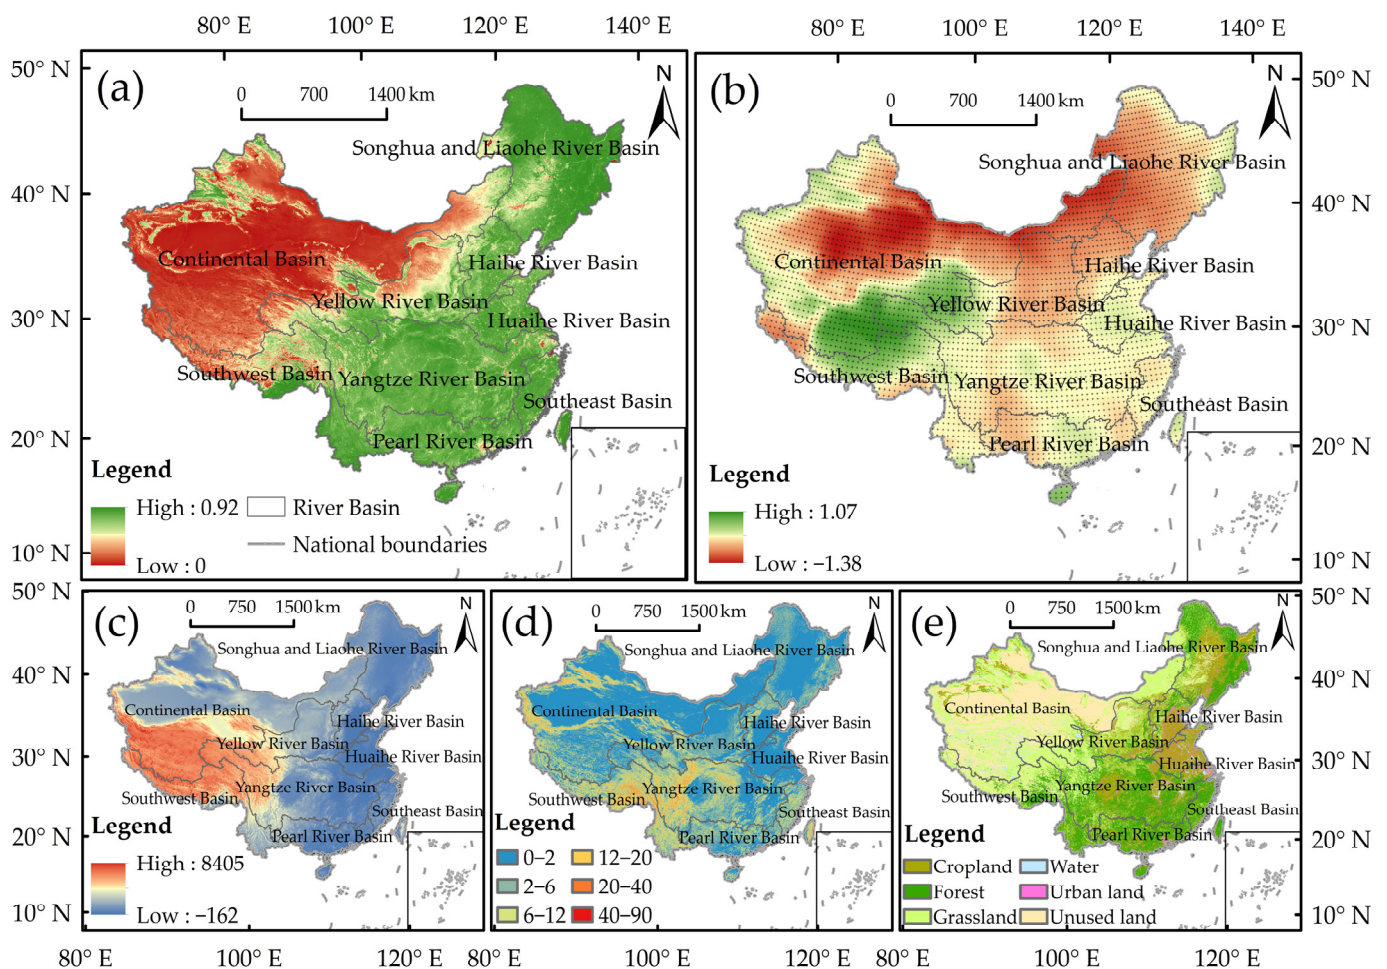 80° E 100° E 120° E 140° E
80° E 100° E 120° E 140° E
50° N
40° N
30° N
20° N
10° N
(a)
0 700 1400 km
N
Songhua and Liaohe River Basin
Continental Basin
Haihe River Basin
Yellow River Basin
Huaihe River Basin
Southwest Basin
Yangtze River Basin
Southeast Basin
Pearl River Basin
Legend
High : 0.92
Low : 0
River Basin
National boundaries
(b)
0 700 1400 km
N
50° N
40° N
30° N
20° N
10° N
Songhua and Liaohe River Basin
Continental Basin
Haihe River Basin
Yellow River Basin
Huaihe River Basin
Southwest Basin
Yangtze River Basin
Southeast Basin
Pearl River Basin
Legend
High : 1.07
Low : −1.38
50° N
40° N
30° N
20° N
10° N
(c)
0 750 1500 km
N
Songhua and Liaohe River Basin
Continental Basin
Haihe River Basin
Yellow River Basin
Huaihe River Basin
Yangtze River Basin
Southwest Basin
Southeast Basin
Pearl River Basin
Legend
High : 8405
Low : −162
80° E 100° E 120° E
(d)
0 750 1500 km
N
Songhua and Liaohe River Basin
Continental Basin
Haihe River Basin
Yellow River Basin
Huaihe River Basin
Yangtze River Basin
Southwest Basin
Southeast Basin
Pearl River Basin
Legend
0–2 12–20
2–6 20–40
6–12 40–90
100° E 120° E
(e)
0 750 1500 km
N
50° N
40° N
30° N
20° N
10° N
Songhua and Liaohe River Basin
Continental Basin
Haihe River Basin
Yellow River Basin
Huaihe River Basin
Yangtze River Basin
Southwest Basin
Southeast Basin
Pearl River Basin
Legend
Cropland Water
Forest Urban land
Grassland Unused land
80° E 100° E 120° E